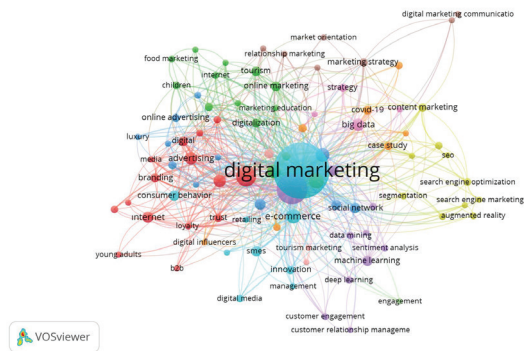 digital marketing communicatio
market orientation
relationship marketing
food marketing
marketing strategy
internet
tourism
children
online marketing
strategy
marketing education
covid-19
content marketing
online advertising
digitalization
big data
luxury
digital
case study
media
advertising
seo
digital marketing
branding
search engine optimization
consumer behavior
segmentation
search engine marketing
social network
internet
trust
retailing
e-commerce
augmented reality
loyalty
data mining
digital influencers
tourism marketing
sentiment analysis
young adults
smes
machine learning
b2b
innovation
deep learning
management
digital media
engagement
customer engagement
customer relationship manageme
VOSviewer